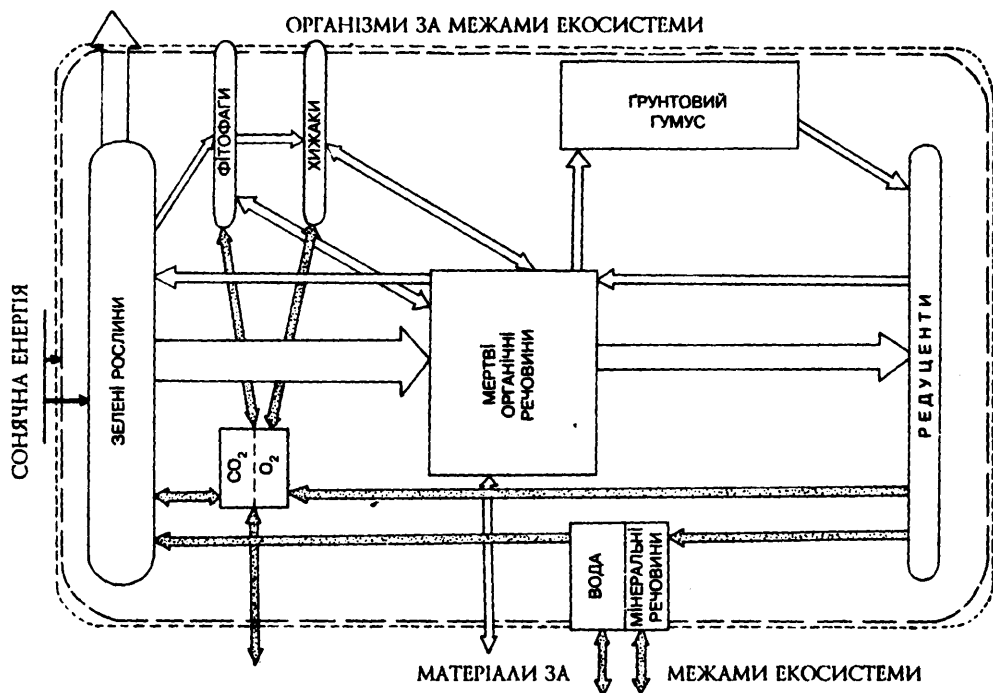 ОРГАНІЗМИ ЗА МЕЖАМИ ЕКОСИСТЕМИ
СОНЯЧНА ЕНЕРГІЯ
ЗЕЛЕНІ РОСЛИНИ
ФІТОФАГИ
ХИЖАКИ
ҐРУНТОВИЙ
ГУМУС
МЕРТВІ
ОРГАНІЧНІ
РЕЧОВИНИ
РЕДУЦЕНТИ
CO₂
O₂
ВОДА
МІНЕРАЛЬНІ
РЕЧОВИНИ
МАТЕРІАЛИ ЗА МЕЖАМИ ЕКОСИСТЕМИ